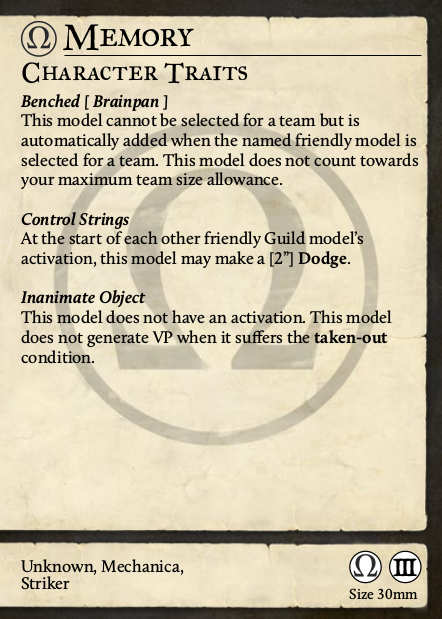 Ω Memory
Character Traits
Benched [ Brainpan ]
This model cannot be selected for a team but is
automatically added when the named friendly model is
selected for a team. This model does not count towards
your maximum team size allowance.
Control Strings
At the start of each other friendly Guild model's
activation, this model may make a [2"] Dodge.
Inanimate Object
This model does not have an activation. This model
does not generate VP when it suffers the taken-out
condition.
Unknown, Mechanica,
Striker
Ω III
Size 30mm